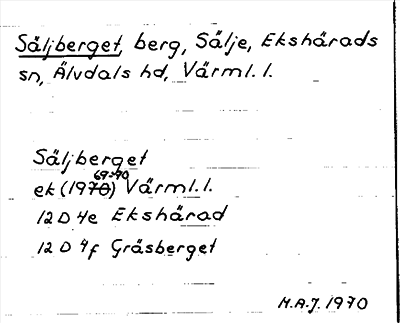 Säljberget, berg, Sälje, Ekshärads
sn, Älvdals hd, Värml. l.
Säljberget
ek (1970) 69-70 Värml. l.
12 D 4e Ekshärad
12 D 4f Gräsberget
H.A.J. 1970